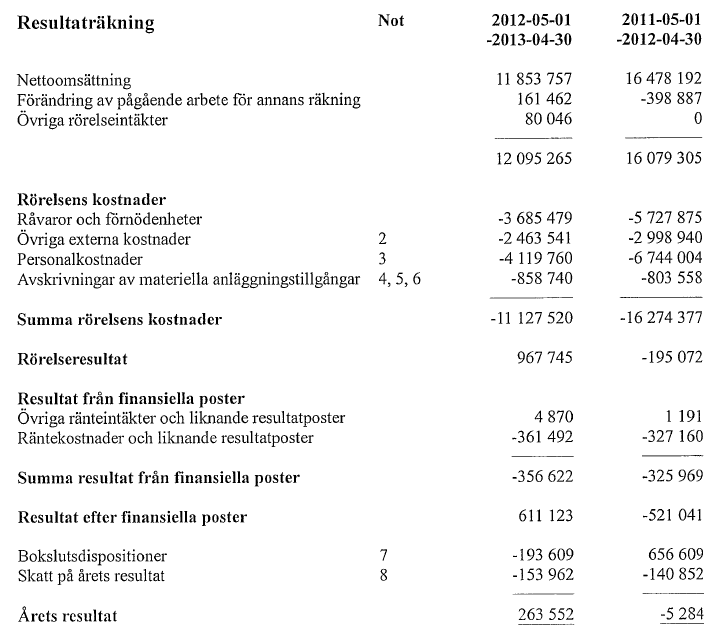 Resultaträkning Not 2012-05-01 2011-05-01
-2013-04-30 -2012-04-30
Nettoomsättning 11 853 757 16 478 192
Förändring av pågående arbete för annans räkning 161 462 -398 887
Övriga rörelseintäkter 80 046 0
12 095 265 16 079 305
Rörelsens kostnader
Råvaror och förnödenheter -3 685 479 -5 727 875
Övriga externa kostnader 2 -2 463 541 -2 998 940
Personalkostnader 3 -4 119 760 -6 744 004
Avskrivningar av materiella anläggningstillgångar 4, 5, 6 -858 740 -803 558
Summa rörelsens kostnader -11 127 520 -16 274 377
Rörelseresultat 967 745 -195 072
Resultat från finansiella poster
Övriga ränteintäkter och liknande resultatposter 4 870 1 191
Räntekostnader och liknande resultatposter -361 492 -327 160
Summa resultat från finansiella poster -356 622 -325 969
Resultat efter finansiella poster 611 123 -521 041
Bokslutsdispositioner 7 -193 609 656 609
Skatt på årets resultat 8 -153 962 -140 852
Årets resultat 263 552 -5 284